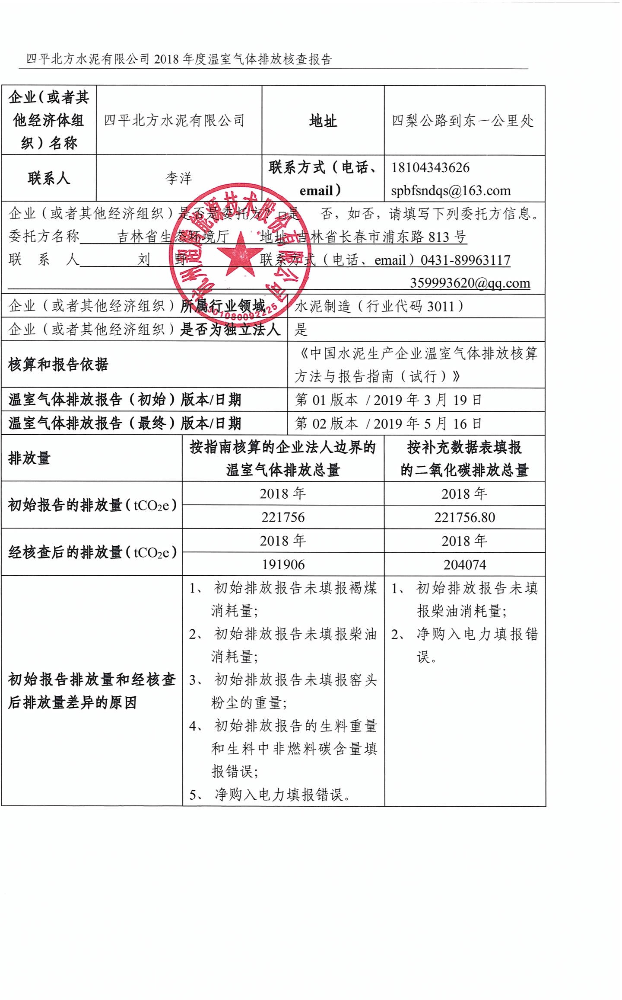 四平北方水泥有限公司 2018 年度温室气体排放核查报告
企业（或者其
他经济体组
织）名称
四平北方水泥有限公司
地址
四梨公路到东一公里处
联系人
李洋
联系方式（电话、
email）
18104343626
spbfsndqs@163.com
企业（或者其他经济组织）是否是委托方？□是 否，如否，请填写下列委托方信息。
委托方名称 吉林省生态环境厅 地址 吉林省长春市浦东路 813 号
联 系 人 刘 野 联系方式（电话、email）0431-89963117
359993620@qq.com
杭州超腾能源技术股份有限公司
3301080092225
企业（或者其他经济组织）所属行业领域
水泥制造（行业代码 3011）
企业（或者其他经济组织）是否为独立法人
是
核算和报告依据
《中国水泥生产企业温室气体排放核算
方法与报告指南（试行）》
温室气体排放报告（初始）版本/日期
第 01 版本 / 2019 年 3 月 19 日
温室气体排放报告（最终）版本/日期
第 02 版本 / 2019 年 5 月 16 日
排放量
按指南核算的企业法人边界的
温室气体排放总量
按补充数据表填报
的二氧化碳排放总量
初始报告的排放量（tCO₂e）
2018 年
2018 年
221756
221756.80
经核查后的排放量（tCO₂e）
2018 年
2018 年
191906
204074
初始报告排放量和经核查
后排放量差异的原因
1、 初始排放报告未填报褐煤
消耗量；
2、 初始排放报告未填报柴油
消耗量；
3、 初始排放报告未填报窑头
粉尘的重量；
4、 初始排放报告的生料重量
和生料中非燃料碳含量填
报错误；
5、 净购入电力填报错误。
1、 初始排放报告未填
报柴油消耗量；
2、 净购入电力填报错
误。